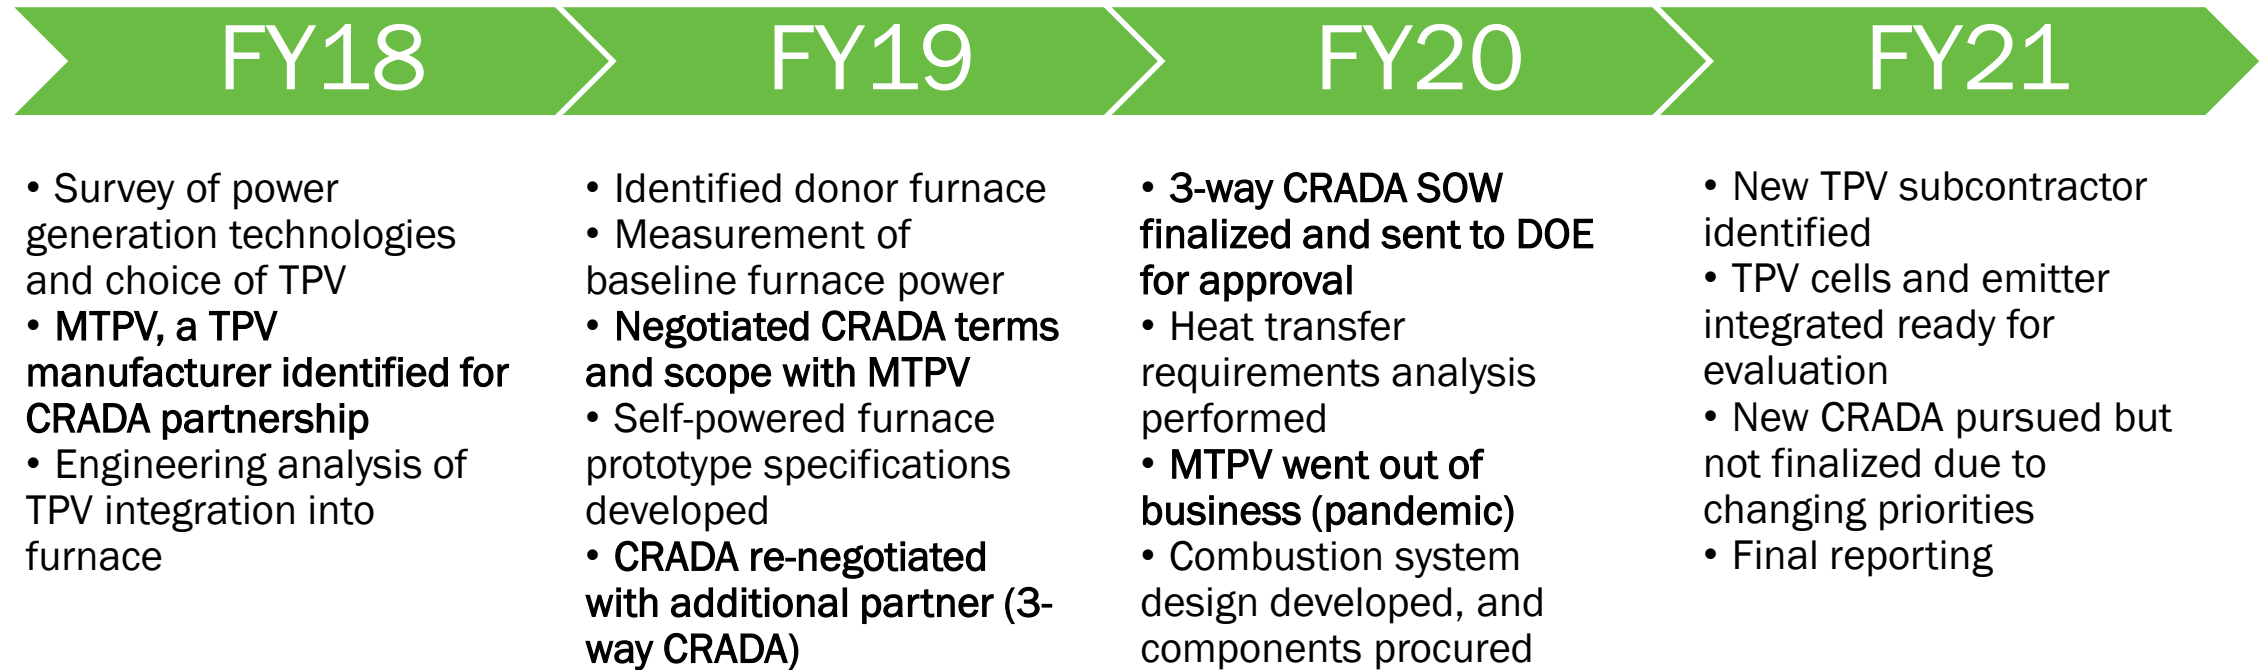 FY18
FY19
FY20
FY21
• Survey of power
generation technologies
and choice of TPV
• MTPV, a TPV
manufacturer identified for
CRADA partnership
• Engineering analysis of
TPV integration into
furnace
• Identified donor furnace
• Measurement of
baseline furnace power
• Negotiated CRADA terms
and scope with MTPV
• Self-powered furnace
prototype specifications
developed
• CRADA re-negotiated
with additional partner (3-
way CRADA)
• 3-way CRADA SOW
finalized and sent to DOE
for approval
• Heat transfer
requirements analysis
performed
• MTPV went out of
business (pandemic)
• Combustion system
design developed, and
components procured
• New TPV subcontractor
identified
• TPV cells and emitter
integrated ready for
evaluation
• New CRADA pursued but
not finalized due to
changing priorities
• Final reporting